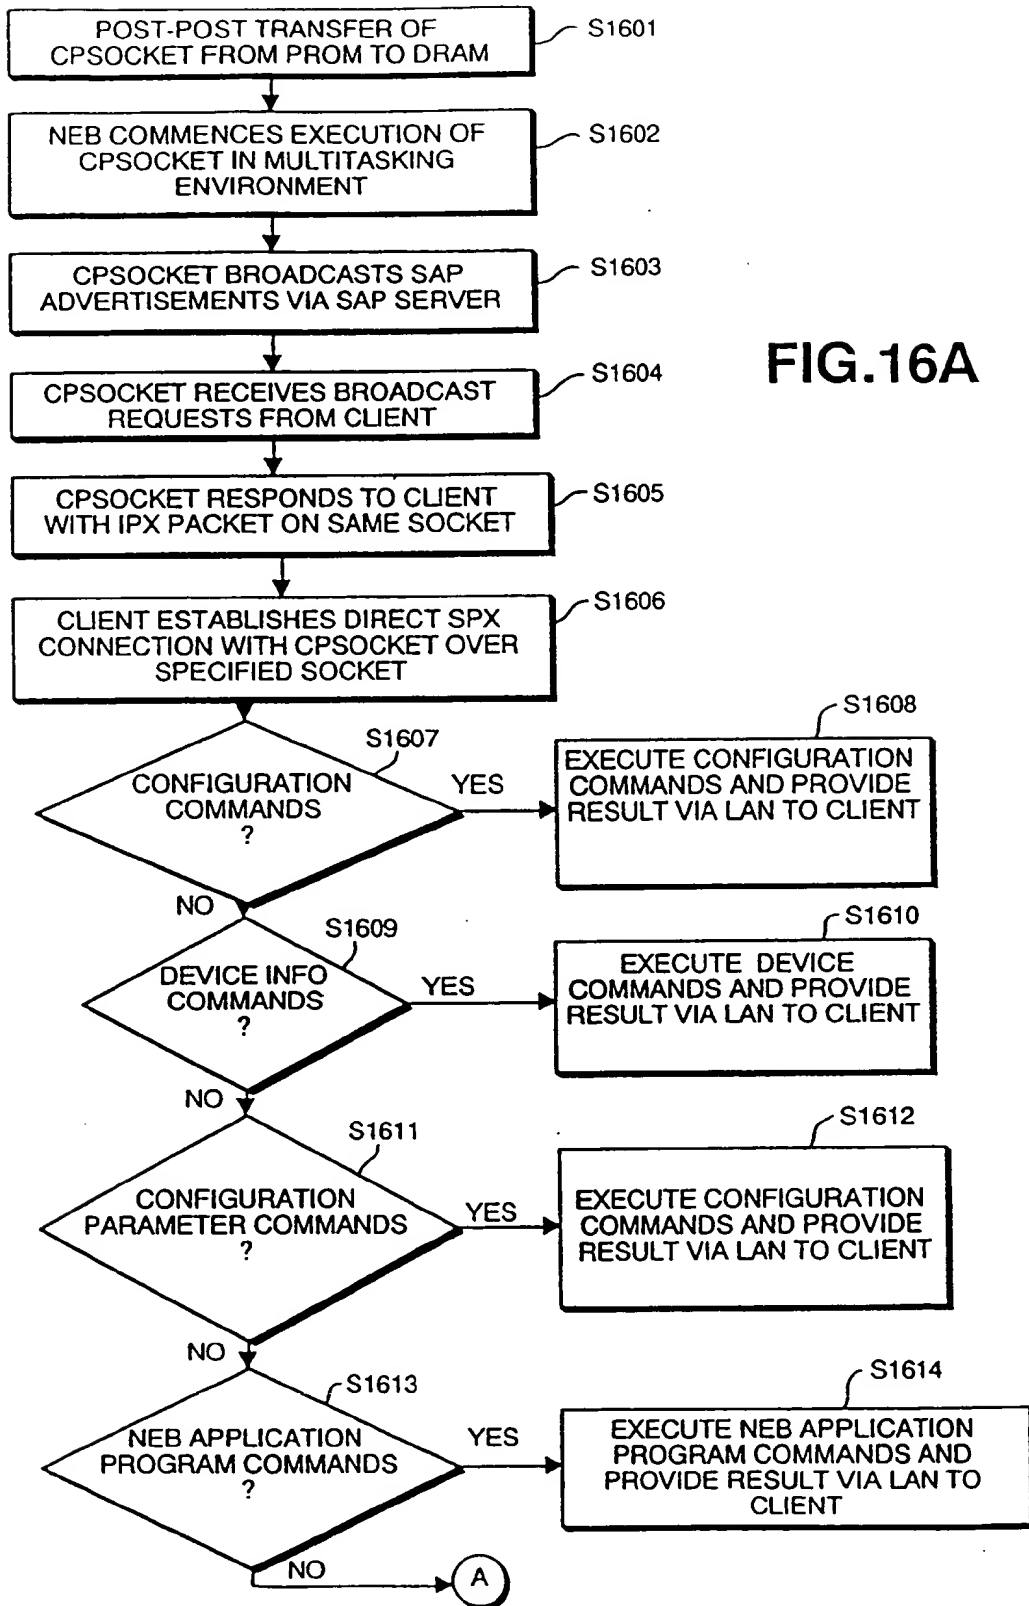 POST-POST TRANSFER OF
CPSOCKET FROM PROM TO DRAM
S1601
NEB COMMENCES EXECUTION OF
CPSOCKET IN MULTITASKING
ENVIRONMENT
S1602
CPSOCKET BROADCASTS SAP
ADVERTISEMENTS VIA SAP SERVER
S1603
FIG.16A
CPSOCKET RECEIVES BROADCAST
REQUESTS FROM CLIENT
S1604
CPSOCKET RESPONDS TO CLIENT
WITH IPX PACKET ON SAME SOCKET
S1605
CLIENT ESTABLISHES DIRECT SPX
CONNECTION WITH CPSOCKET OVER
SPECIFIED SOCKET
S1606
CONFIGURATION
COMMANDS
?
S1607
YES
EXECUTE CONFIGURATION
COMMANDS AND PROVIDE
RESULT VIA LAN TO CLIENT
S1608
NO
DEVICE INFO
COMMANDS
?
S1609
YES
EXECUTE DEVICE
COMMANDS AND PROVIDE
RESULT VIA LAN TO CLIENT
S1610
NO
CONFIGURATION
PARAMETER COMMANDS
?
S1611
YES
EXECUTE CONFIGURATION
COMMANDS AND PROVIDE
RESULT VIA LAN TO CLIENT
S1612
NO
NEB APPLICATION
PROGRAM COMMANDS
?
S1613
YES
EXECUTE NEB APPLICATION
PROGRAM COMMANDS AND
PROVIDE RESULT VIA LAN TO
CLIENT
S1614
NO
A